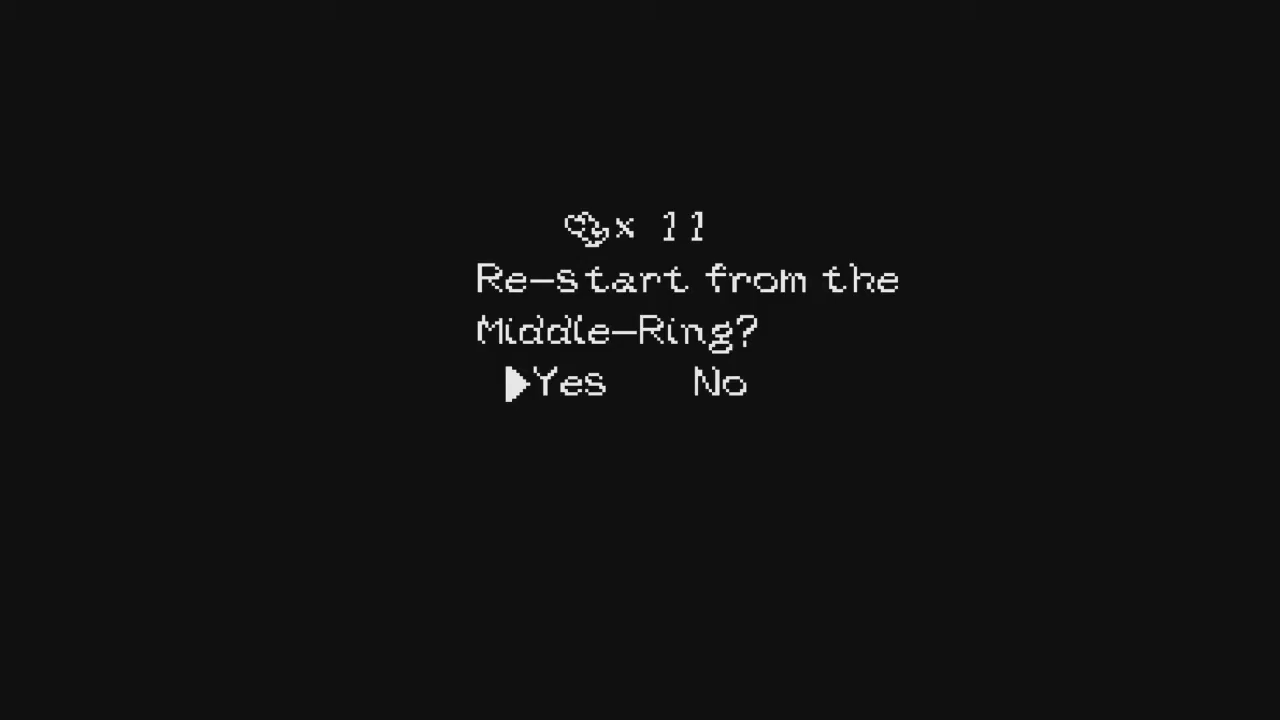 x 11
Re-start from the
Middle-Ring?
Yes No